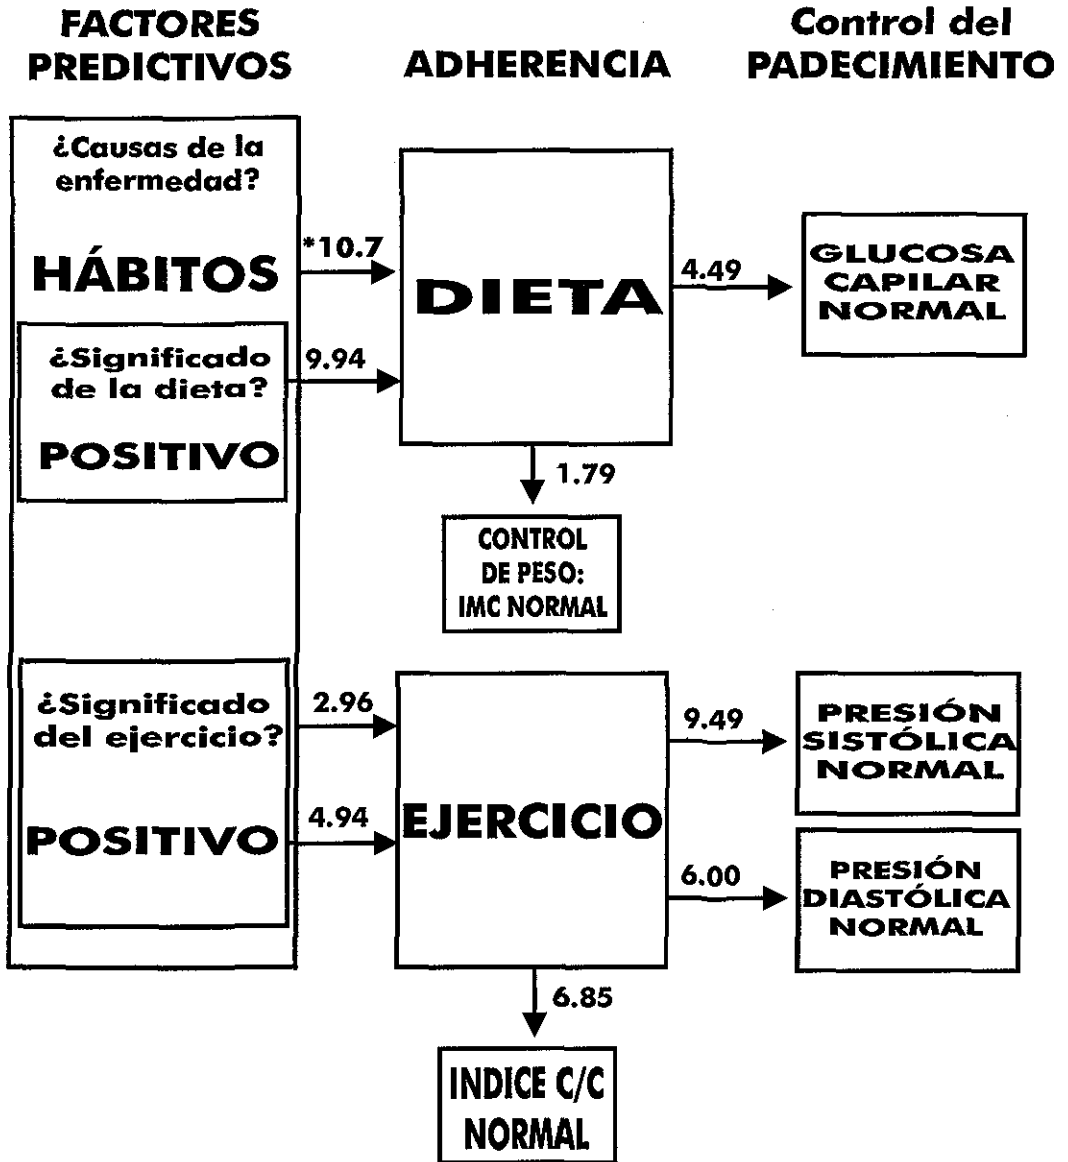 FACTORES
PREDICTIVOS
ADHERENCIA
Control del
PADECIMIENTO
¿Causas de la
enfermedad?
HÁBITOS
*10.7
¿Significado
de la dieta?
POSITIVO
9.94
DIETA
4.49
GLUCOSA
CAPILAR
NORMAL
1.79
CONTROL
DE PESO:
IMC NORMAL
¿Significado
del ejercicio?
POSITIVO
2.96
4.94
EJERCICIO
9.49
PRESIÓN
SISTÓLICA
NORMAL
6.00
PRESIÓN
DIASTÓLICA
NORMAL
6.85
INDICE C/C
NORMAL